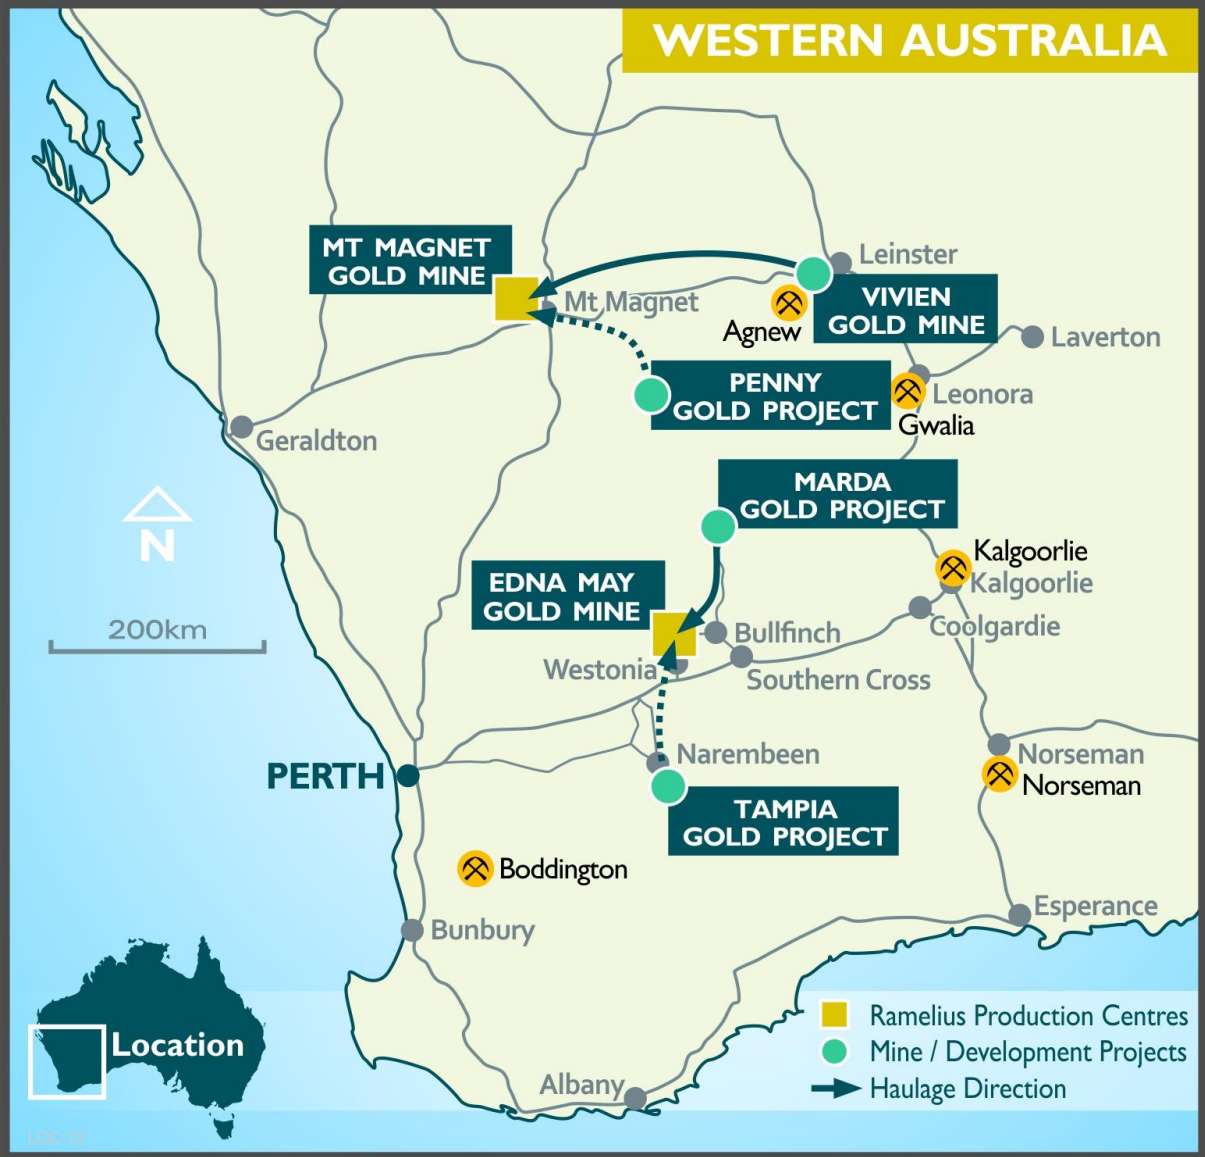 WESTERN AUSTRALIA
MT MAGNET
GOLD MINE
Mt Magnet
Leinster
VIVIEN
GOLD MINE
Agnew
Laverton
PENNY
GOLD PROJECT
Leonora
Gwalia
Geraldton
MARDA
GOLD PROJECT
N
200km
Kalgoorlie
Kalgoorlie
EDNA MAY
GOLD MINE
Coolgardie
Bullfinch
Westonia
Southern Cross
Narembeen
Norseman
Norseman
PERTH
TAMPIA
GOLD PROJECT
Boddington
Bunbury
Esperance
Albany
Location
Ramelius Production Centres
Mine / Development Projects
Haulage Direction